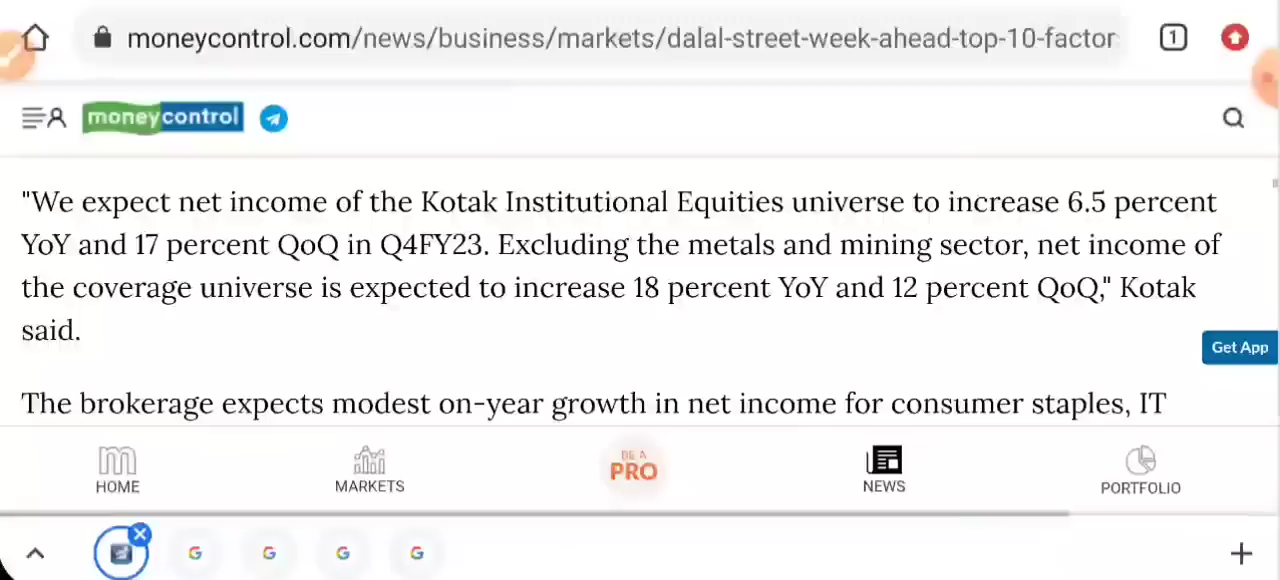 moneycontrol.com/news/business/markets/dalal-street-week-ahead-top-10-factor
1
moneycontrol
"We expect net income of the Kotak Institutional Equities universe to increase 6.5 percent
YoY and 17 percent QoQ in Q4FY23. Excluding the metals and mining sector, net income of
the coverage universe is expected to increase 18 percent YoY and 12 percent QoQ," Kotak
said.
Get App
The brokerage expects modest on-year growth in net income for consumer staples, IT
BE A
PRO
HOME
MARKETS
NEWS
PORTFOLIO
G
G
G
G